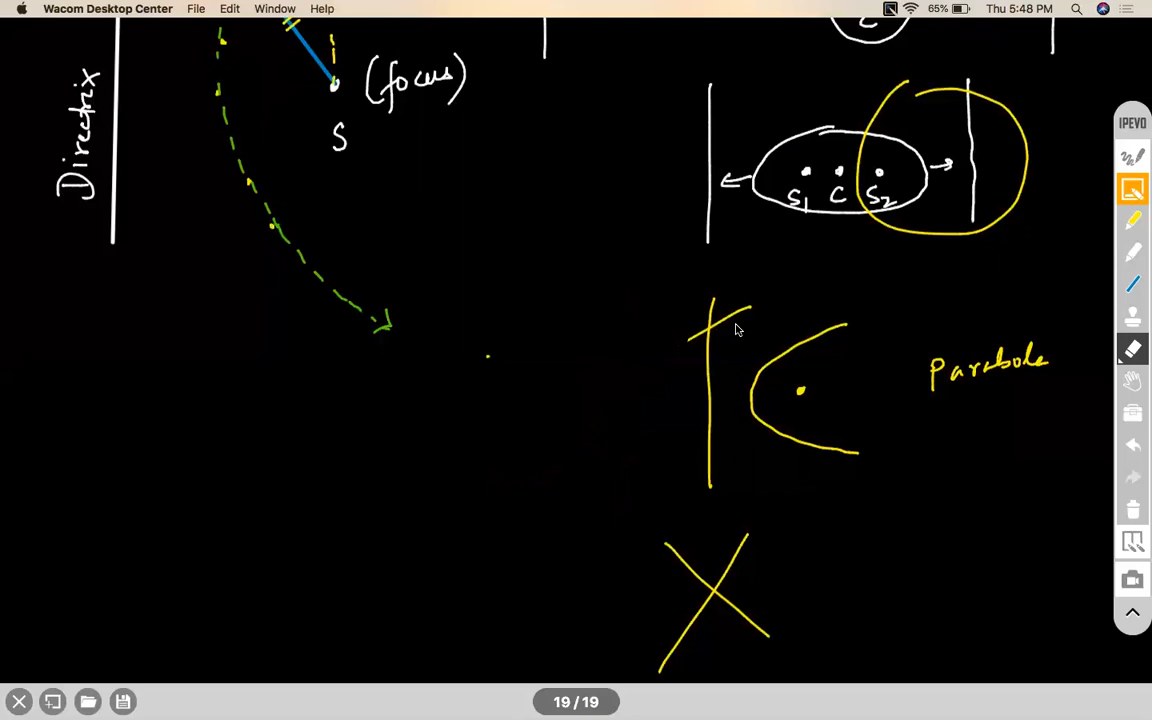 Wacom Desktop Center File Edit Window Help 65% Thu 5:48 PM
C
(focus)
S
Directrix
S1 C S2
IPEVO
Parabola
19 / 19